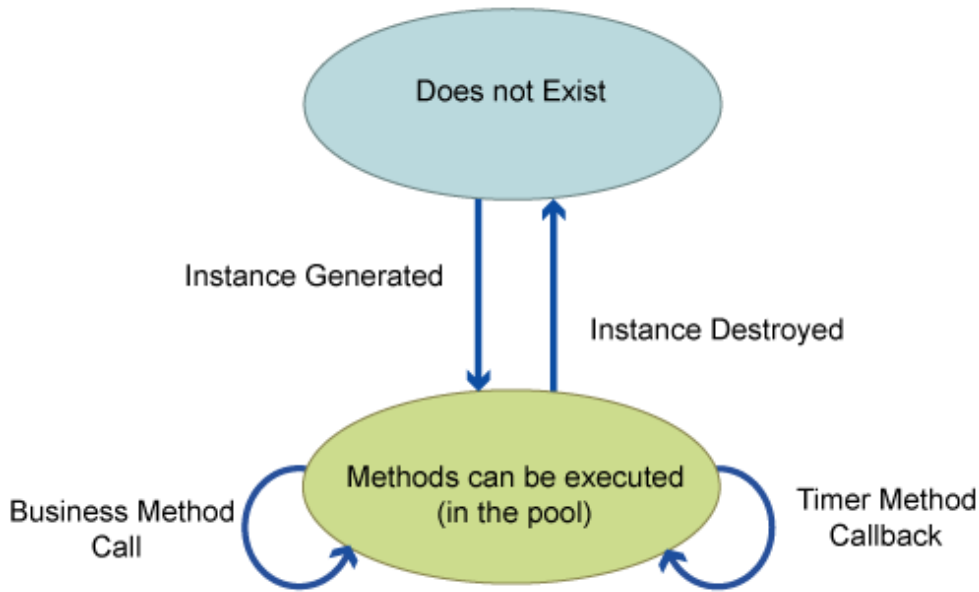 Does not Exist
Instance Generated
Instance Destroyed
Methods can be executed
(in the pool)
Business Method
Call
Timer Method
Callback